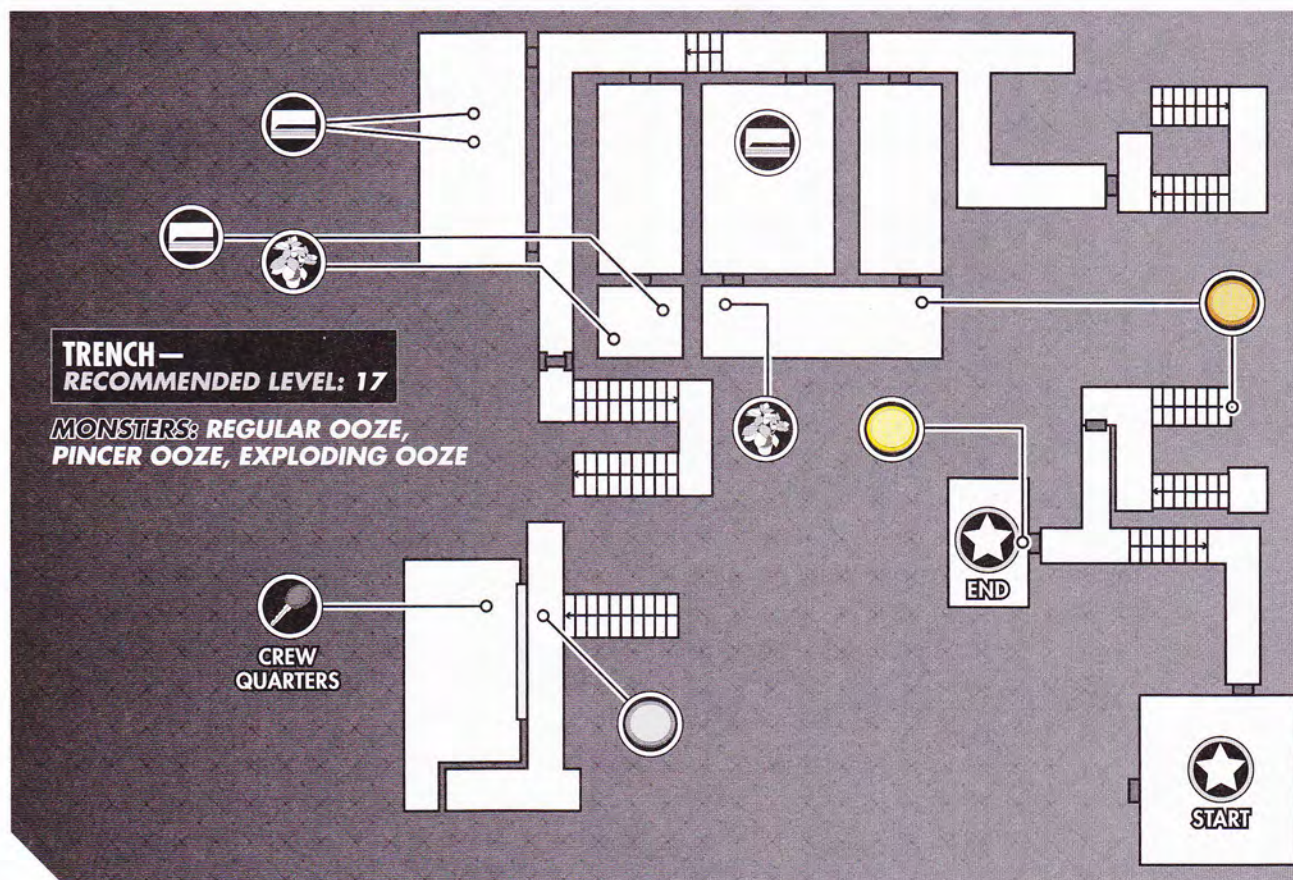 TRENCH—
RECOMMENDED LEVEL: 17
MONSTERS: REGULAR OOZE,
PINCER OOZE, EXPLODING OOZE
END
CREW
QUARTERS
START